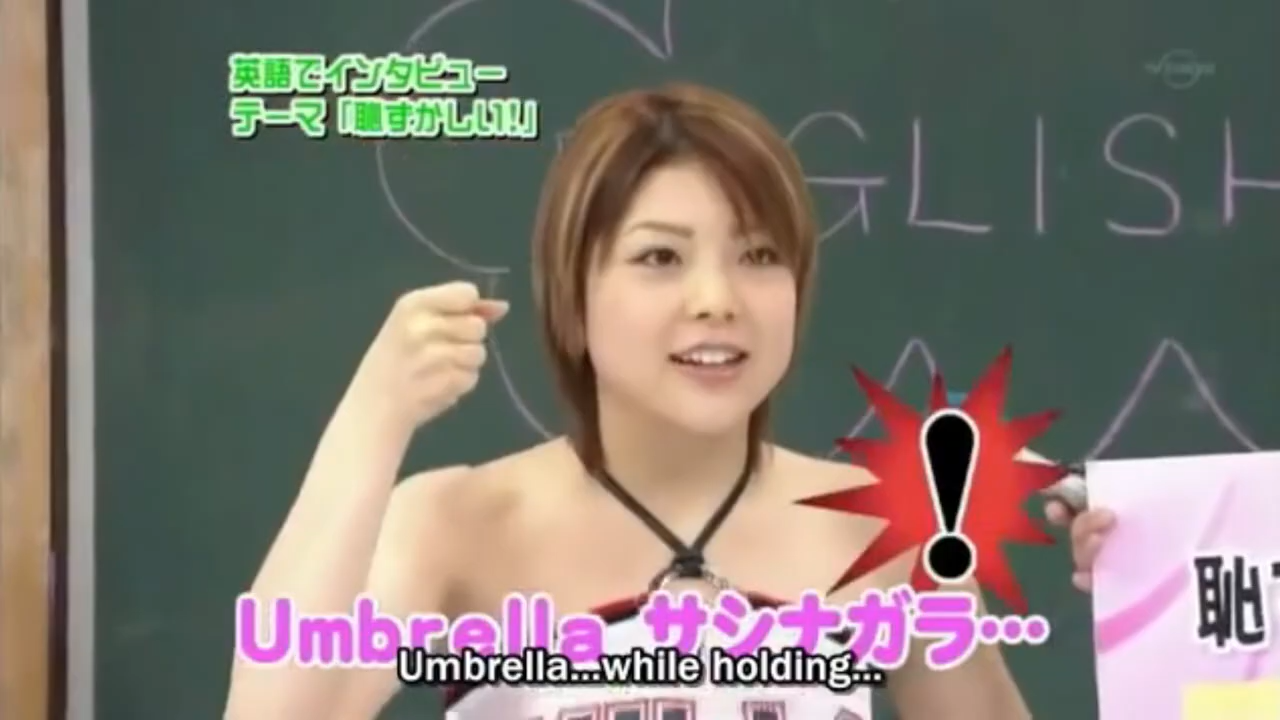 英語でインタビュー
テーマ「恥ずかしい!」
GLISH
Umbrella サシナガラ…
Umbrella...while holding...
恥